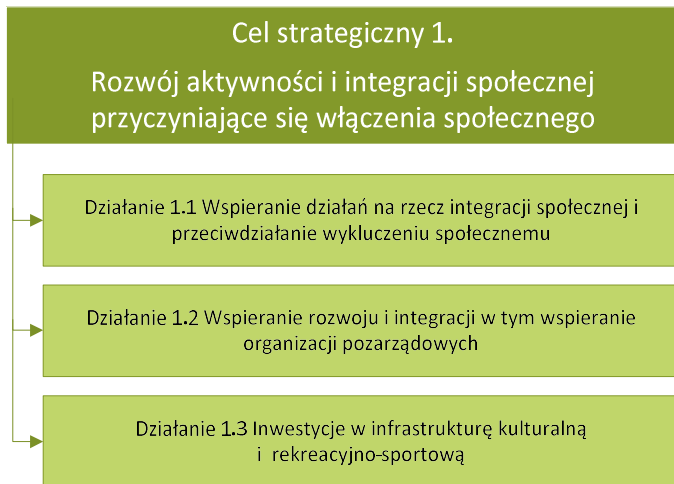 Cel strategiczny 1.
Rozwój aktywności i integracji społecznej
przyczyniające się włączenia społecznego
Działanie 1.1 Wspieranie działań na rzecz integracji społecznej i
przeciwdziałanie wykluczeniu społecznemu
Działanie 1.2 Wspieranie rozwoju i integracji w tym wspieranie
organizacji pozarządowych
Działanie 1.3 Inwestycje w infrastrukturę kulturalną
i rekreacyjno-sportową